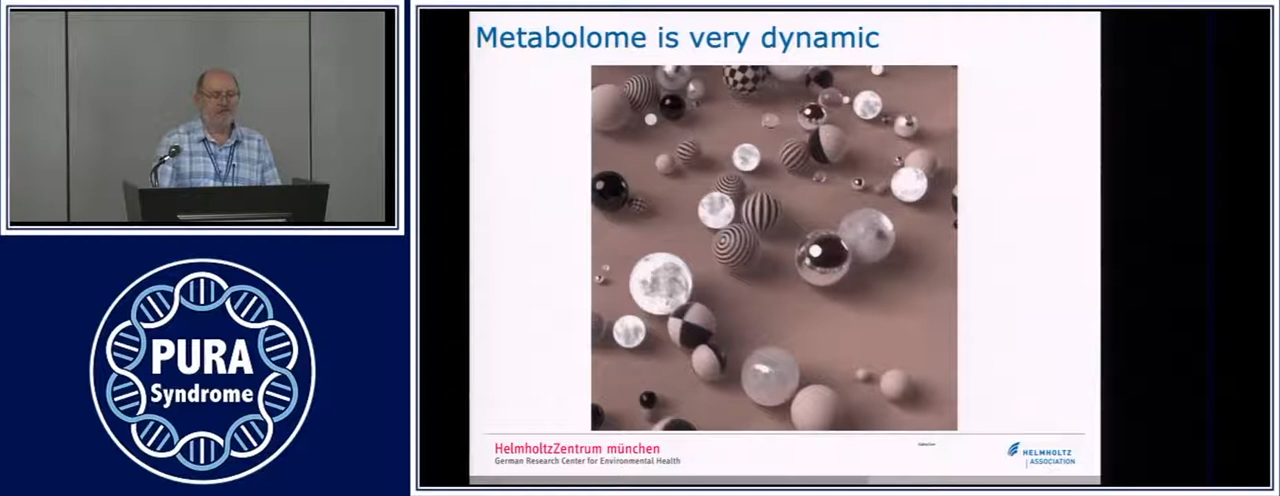 Metabolome is very dynamic
PURA
Syndrome
HelmholtzZentrum münchen
German Research Center for Environmental Health
HELMHOLTZ
ASSOCIATION